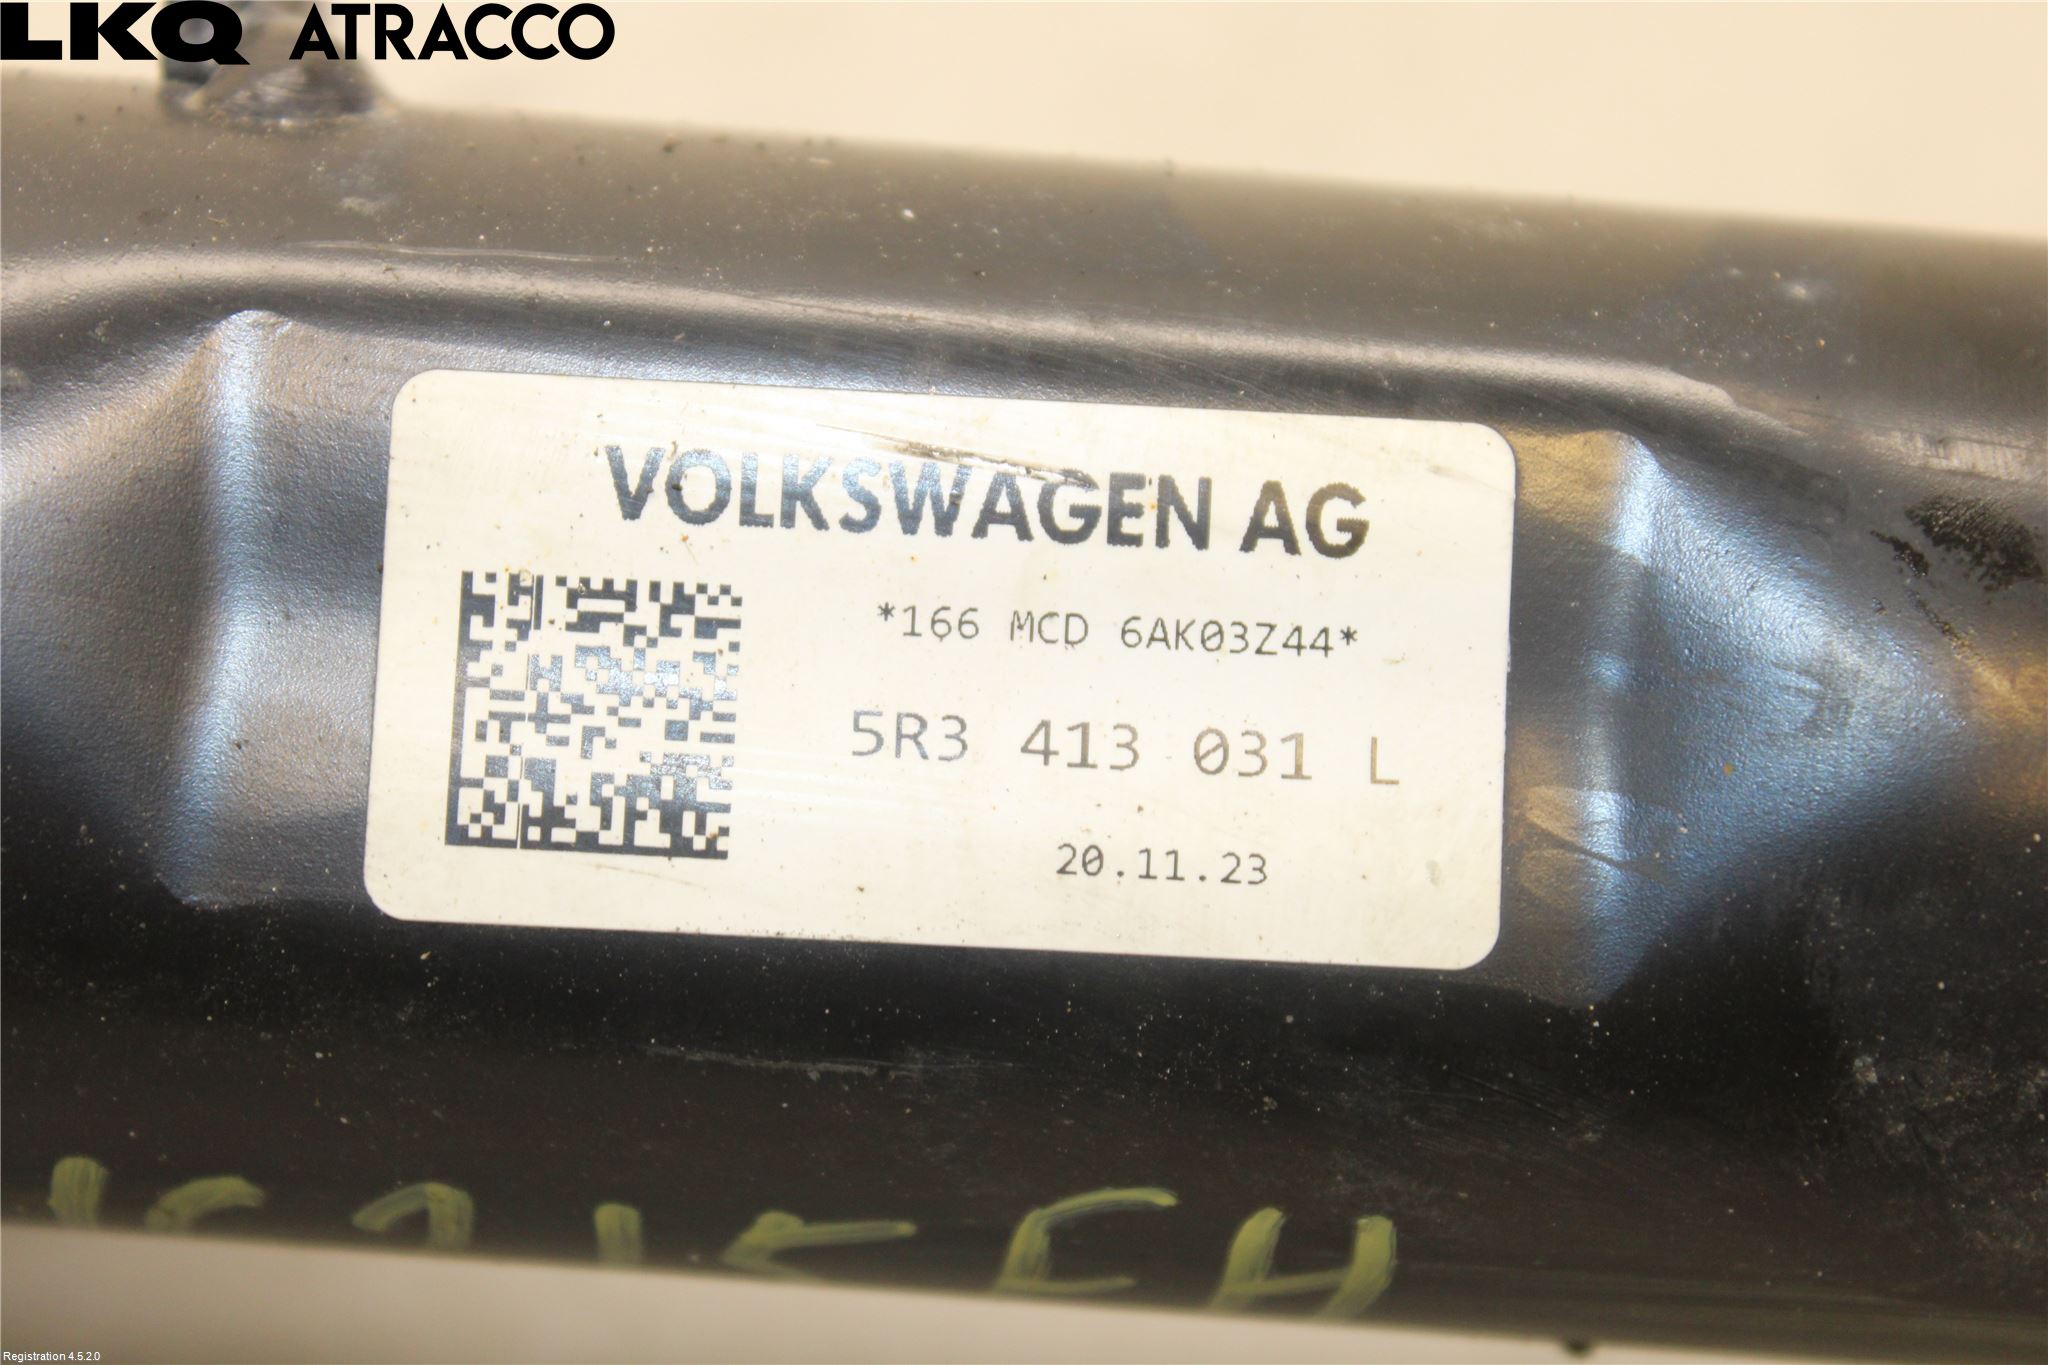 LKQ ATRACCO
VOLKSWAGEN AG
*166 MCD 6AK03Z44*
5R3 413 031 L
20.11.23
Registration 4.5.2.0